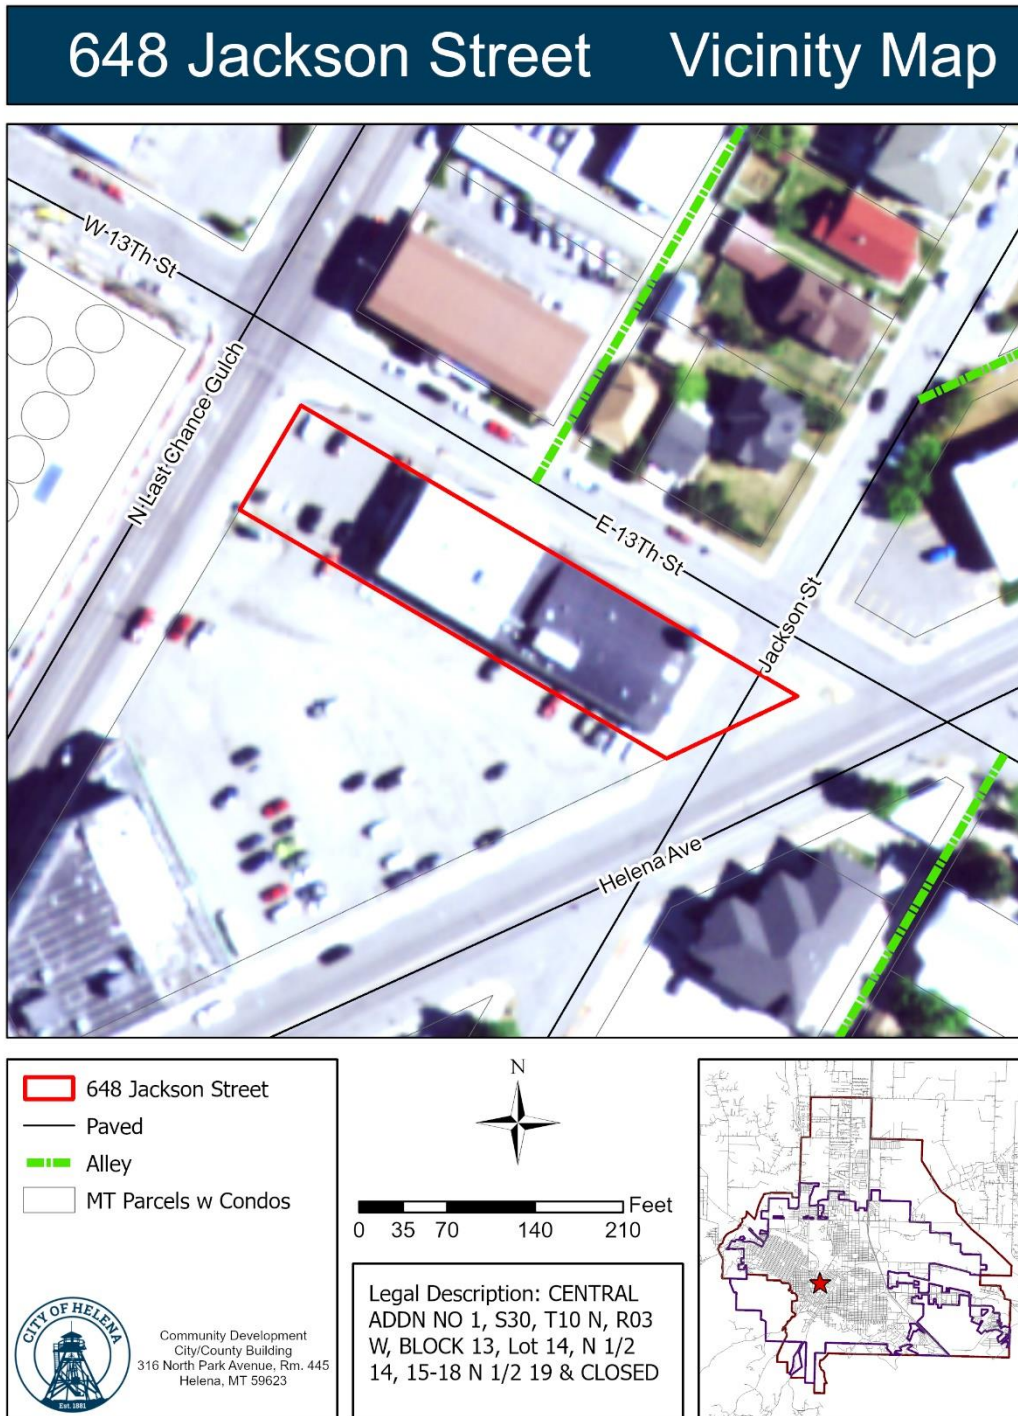 648 Jackson Street Vicinity Map
W 13Th St
N Last Chance Gulch
E 13Th St
Jackson St
Helena Ave
648 Jackson Street
Paved
Alley
MT Parcels w Condos
CITY OF HELENA
Est. 1881
Community Development
City/County Building
316 North Park Avenue, Rm. 445
Helena, MT 59623
N
Feet
0 35 70 140 210
Legal Description: CENTRAL
ADDN NO 1, S30, T10 N, R03
W, BLOCK 13, Lot 14, N 1/2
14, 15-18 N 1/2 19 & CLOSED